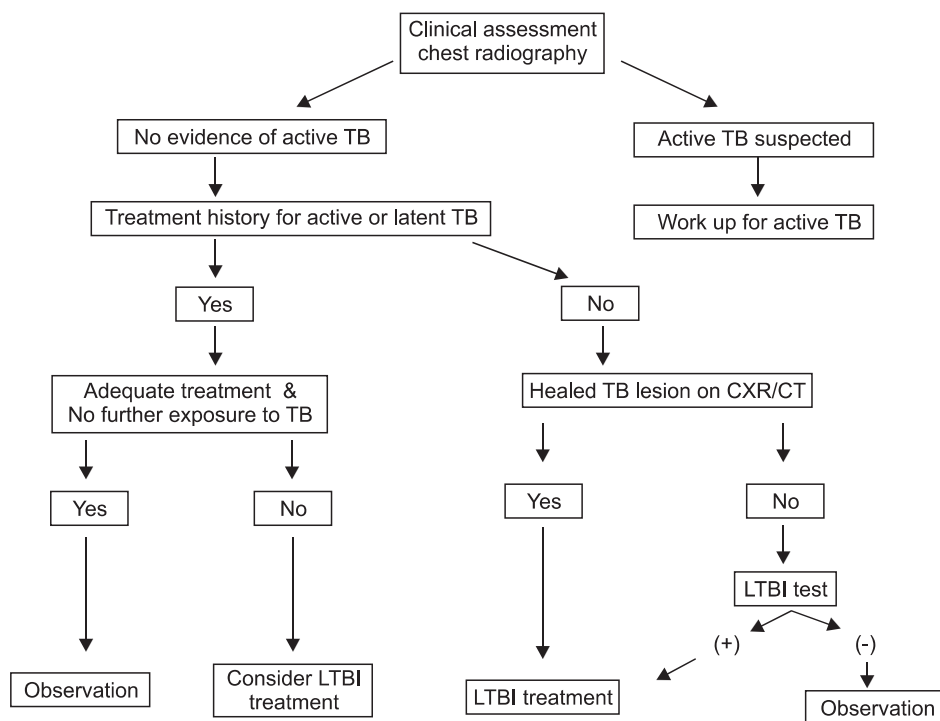 Clinical assessment
chest radiography
No evidence of active TB
Active TB suspected
Treatment history for active or latent TB
Work up for active TB
Yes
No
Adequate treatment &
No further exposure to TB
Healed TB lesion on CXR/CT
Yes
No
Yes
No
LTBI test
(+)
(-)
Observation
Consider LTBI
treatment
LTBI treatment
Observation